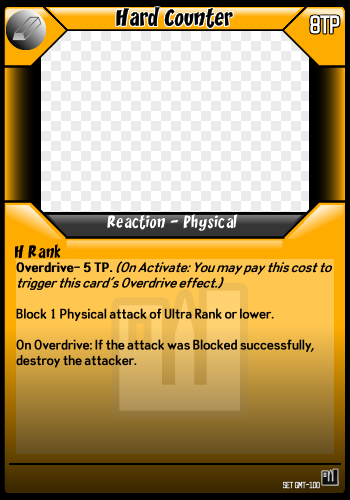 Hard Counter
8TP
Reaction - Physical
H Rank
Overdrive- 5 TP. (On Activate: You may pay this cost to
trigger this card's Overdrive effect.)
Block 1 Physical attack of Ultra Rank or lower.
On Overdrive: If the attack was Blocked successfully,
destroy the attacker.
SET GMT-100